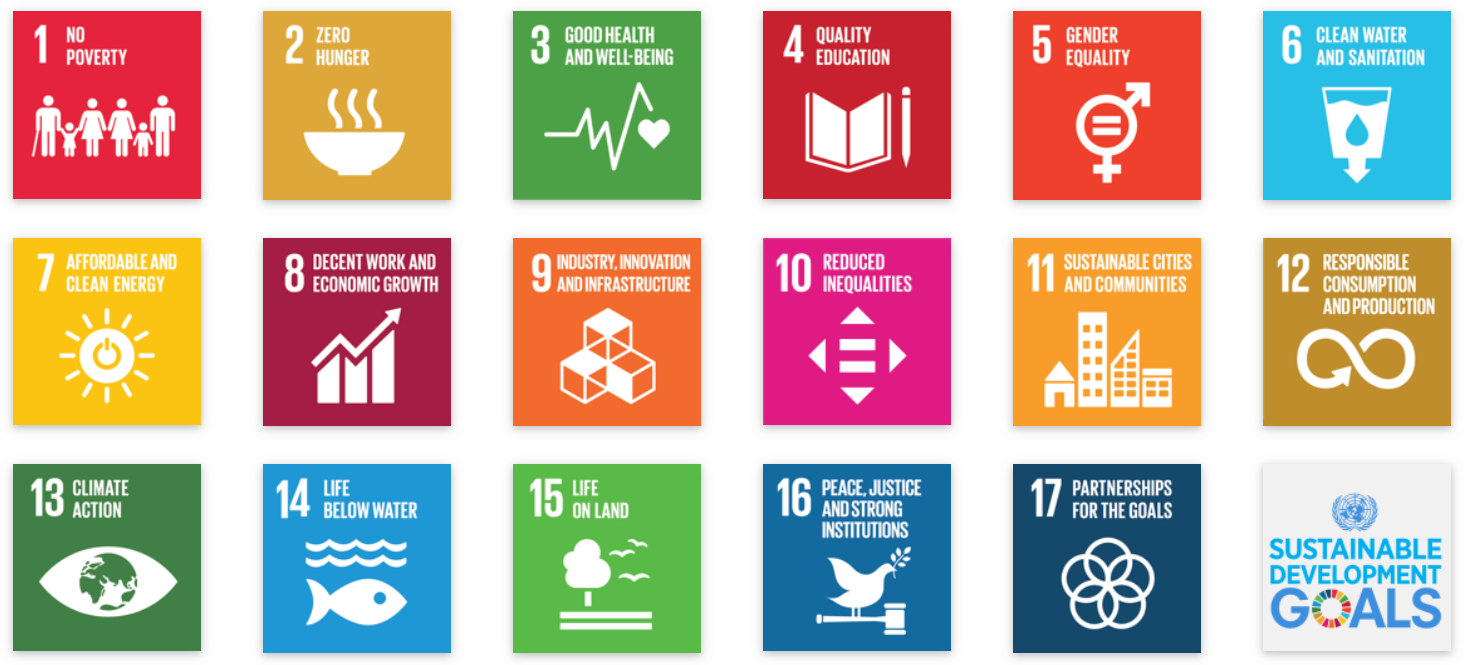 1 NO
POVERTY
2 ZERO
HUNGER
3 GOOD HEALTH
AND WELL-BEING
4 QUALITY
EDUCATION
5 GENDER
EQUALITY
6 CLEAN WATER
AND SANITATION
7 AFFORDABLE AND
CLEAN ENERGY
8 DECENT WORK AND
ECONOMIC GROWTH
9 INDUSTRY, INNOVATION
AND INFRASTRUCTURE
10 REDUCED
INEQUALITIES
11 SUSTAINABLE CITIES
AND COMMUNITIES
12 RESPONSIBLE
CONSUMPTION
AND PRODUCTION
13 CLIMATE
ACTION
14 LIFE
BELOW WATER
15 LIFE
ON LAND
16 PEACE, JUSTICE
AND STRONG
INSTITUTIONS
17 PARTNERSHIPS
FOR THE GOALS
SUSTAINABLE
DEVELOPMENT
GOALS